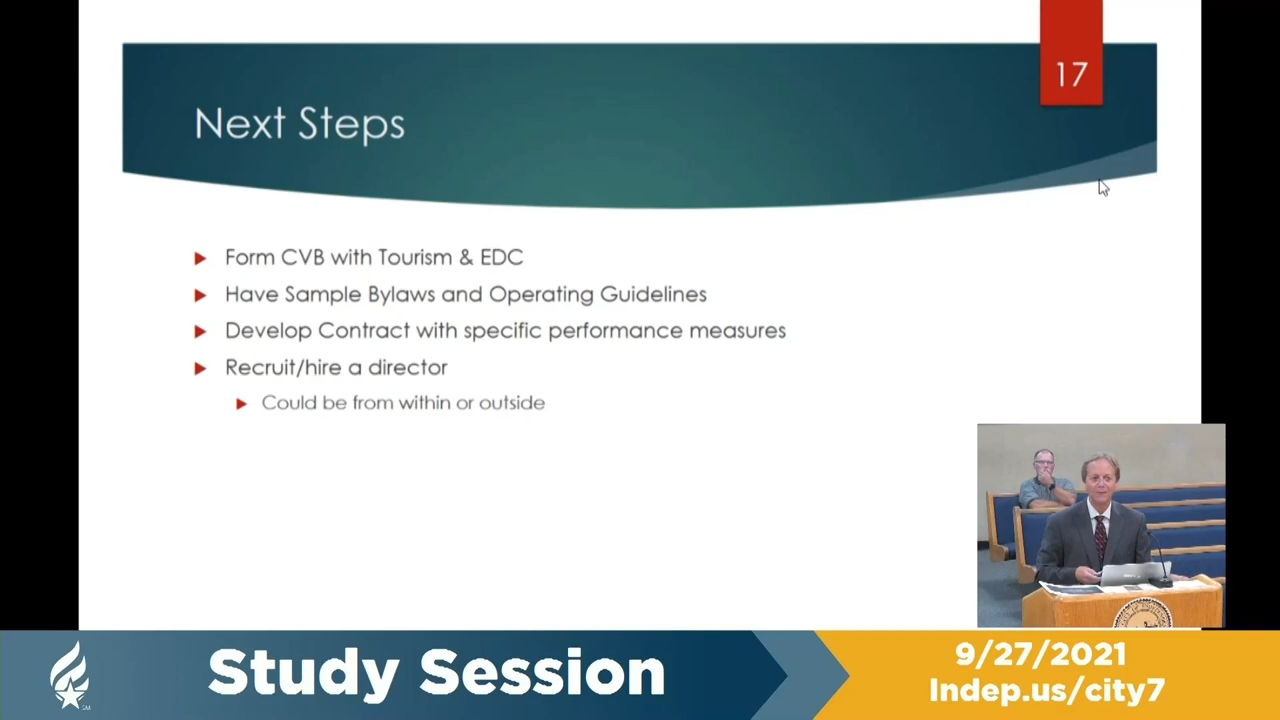 17
Next Steps
Form CVB with Tourism & EDC
Have Sample Bylaws and Operating Guidelines
Develop Contract with specific performance measures
Recruit/hire a director
Could be from within or outside
Study Session
9/27/2021
Indep.us/city7
SM